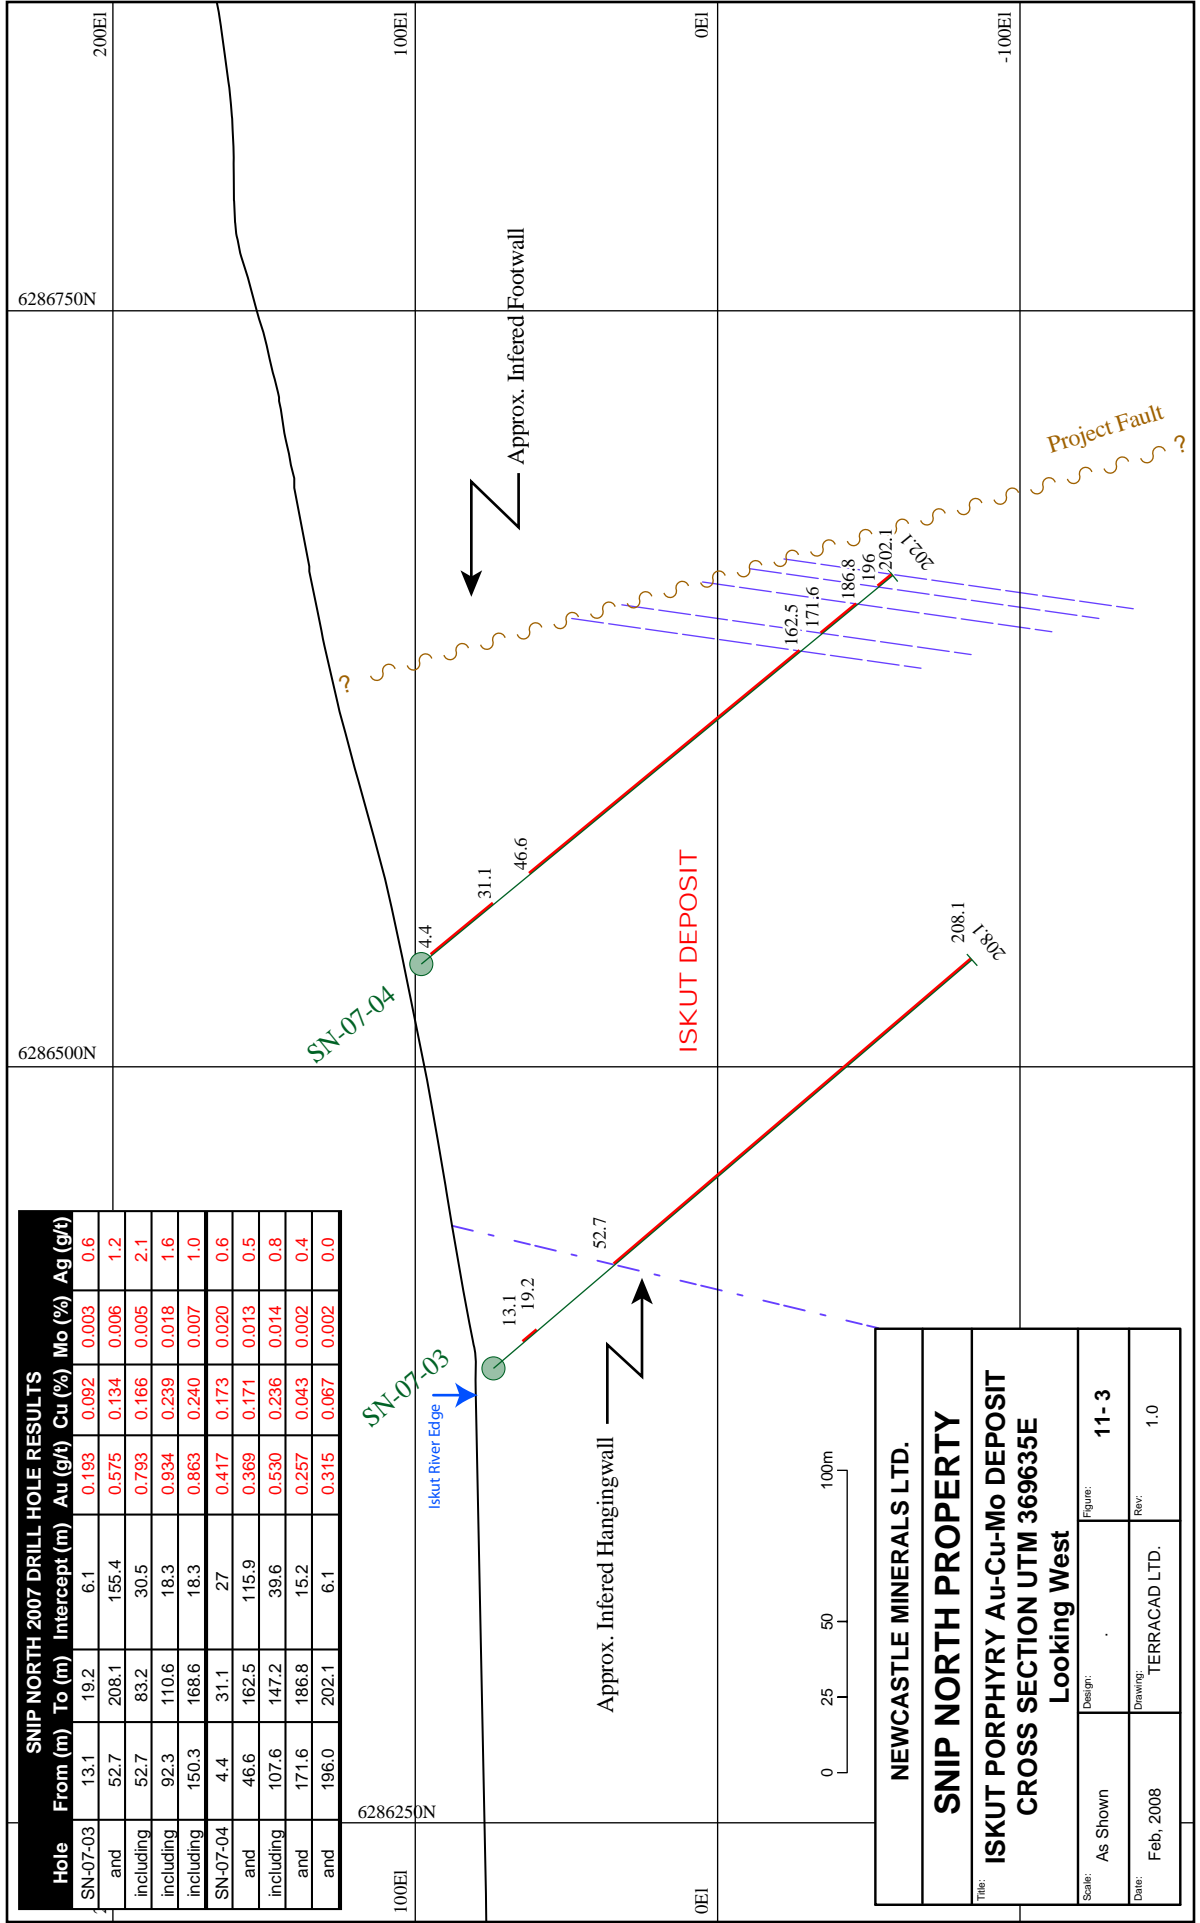 SNIP NORTH 2007 DRILL HOLE RESULTS
Hole From (m) To (m) Intercept (m) Au (g/t) Cu (%) Mo (%) Ag (g/t)
SN-07-03 13.1 19.2 6.1 0.193 0.092 0.003 0.6
and 52.7 208.1 155.4 0.575 0.134 0.006 1.2
including 52.7 83.2 30.5 0.793 0.166 0.005 2.1
including 92.3 110.6 18.3 0.934 0.239 0.018 1.6
including 150.3 168.6 18.3 0.863 0.240 0.007 1.0
SN-07-04 4.4 31.1 27 0.417 0.173 0.020 0.6
and 46.6 162.5 115.9 0.369 0.171 0.013 0.5
including 107.6 147.2 39.6 0.530 0.236 0.014 0.8
and 171.6 186.8 15.2 0.257 0.043 0.002 0.4
and 196.0 202.1 6.1 0.315 0.067 0.002 0.0
6286250N
6286500N
6286750N
200El
100El
100El
0El
0El
-100El
SN-07-03
Iskut River Edge
13.1
19.2
52.7
208.1
208.1
SN-07-04
4.4
31.1
46.6
162.5
171.6
186.8
196
202.1
202.1
?
Project Fault
?
Approx. Infered Footwall
Approx. Infered Hangingwall
ISKUT DEPOSIT
0 25 50 100m
NEWCASTLE MINERALS LTD.
SNIP NORTH PROPERTY
Title:
ISKUT PORPHYRY Au-Cu-Mo DEPOSIT
CROSS SECTION UTM 369635E
Looking West
Scale: As Shown
Design: .
Figure: 11- 3
Date: Feb, 2008
Drawing: TERRACAD LTD.
Rev: 1.0